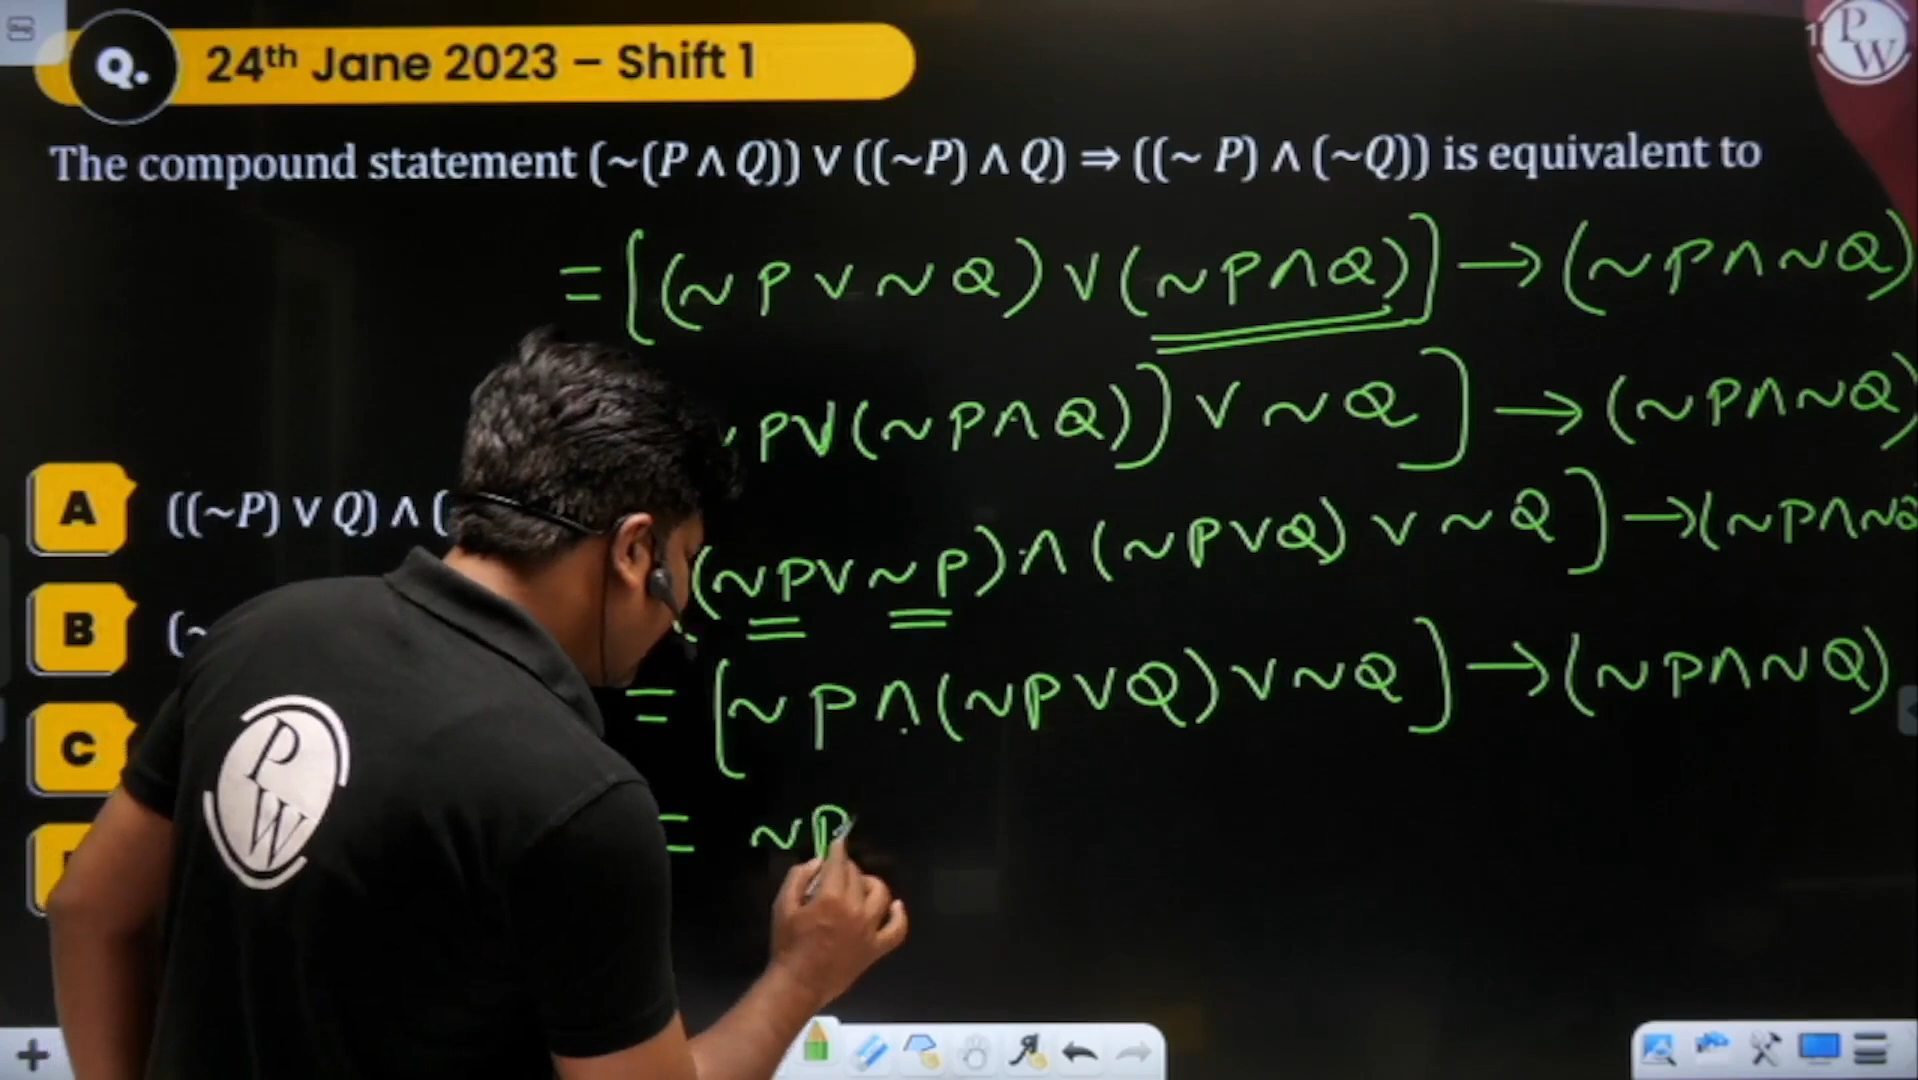 Q. 24th Jane 2023 – Shift 1
P W
The compound statement (~(P ∧ Q)) ∨ ((~P) ∧ Q) ⇒ ((~ P) ∧ (~Q)) is equivalent to
= [(~P ∨ ~Q) ∨ (~P ∧ Q)] → (~P ∧ ~Q)
P ∨ (~P ∧ Q)) ∨ ~Q] → (~P ∧ ~Q)
A ((~P) ∨ Q) ∧ (
(~P ∨ ~P) ∧ (~P ∨ Q) ∨ ~Q] → (~P ∧ ~Q
B (~
= [~P ∧ (~P ∨ Q) ∨ ~Q] → (~P ∧ ~Q)
C
= ~P
P W